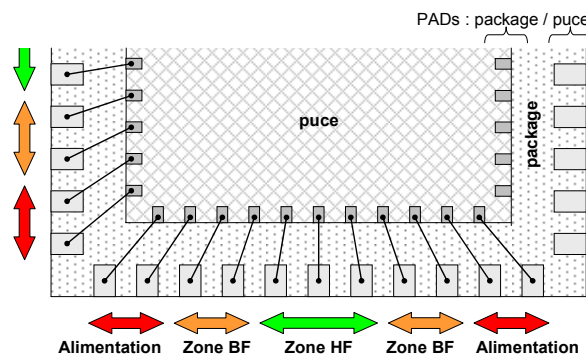 PADs : package / puce
puce
package
Alimentation Zone BF Zone HF Zone BF Alimentation